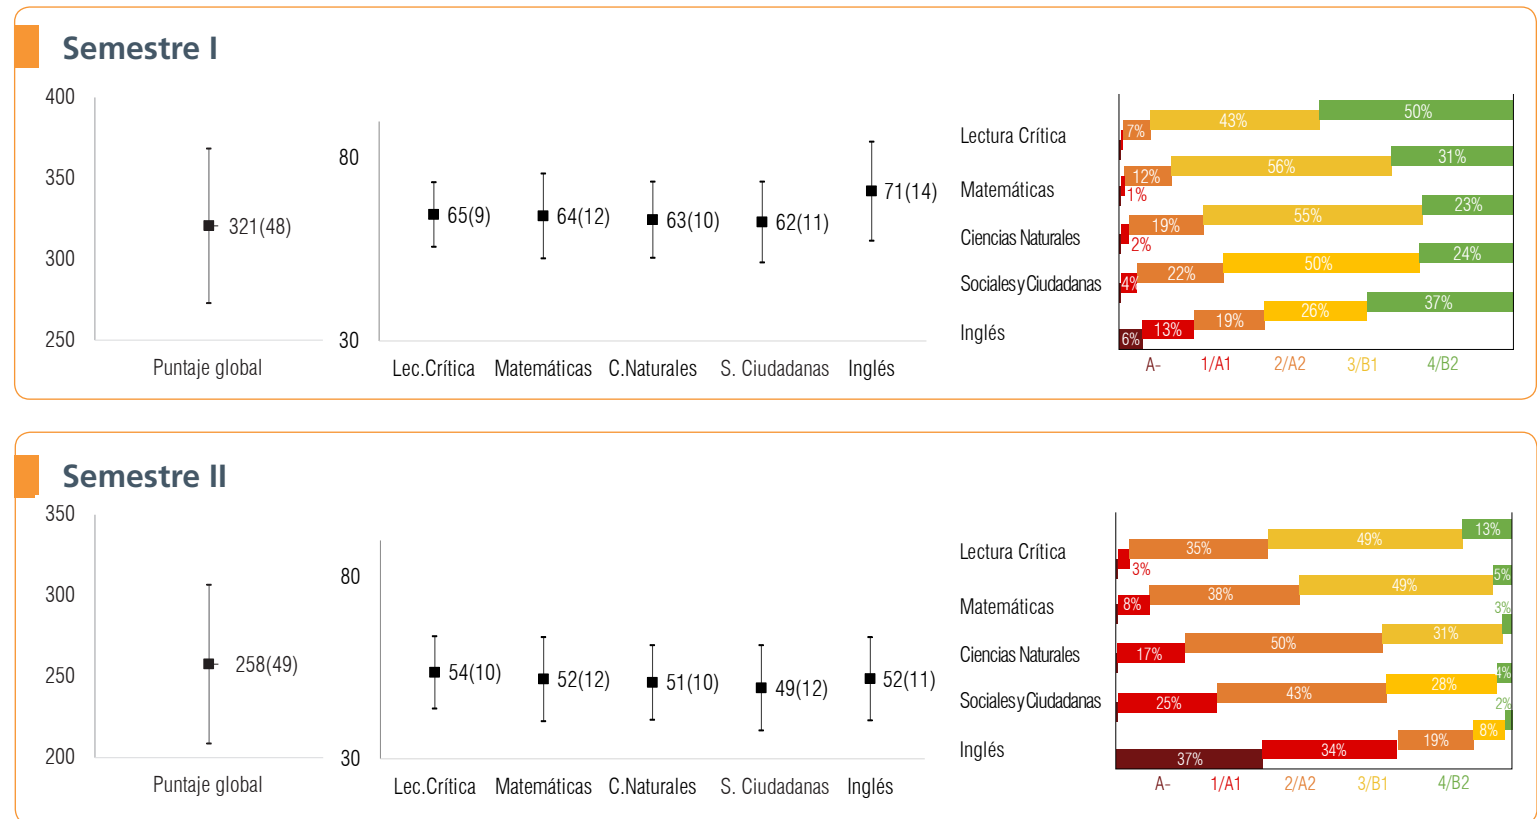 Semestre I
400
350
300
250
321(48)
Puntaje global
80
30
65(9)
64(12)
63(10)
62(11)
71(14)
Lec.Crítica Matemáticas C.Naturales S. Ciudadanas Inglés
Lectura Crítica
7% 43% 50%
Matemáticas
1% 12% 56% 31%
Ciencias Naturales
2% 19% 55% 23%
Sociales y Ciudadanas
4% 22% 50% 24%
Inglés
6% 13% 19% 26% 37%
A- 1/A1 2/A2 3/B1 4/B2
Semestre II
350
300
250
200
258(49)
Puntaje global
80
30
54(10)
52(12)
51(10)
49(12)
52(11)
Lec.Crítica Matemáticas C.Naturales S. Ciudadanas Inglés
Lectura Crítica
3% 35% 49% 13%
Matemáticas
8% 38% 49% 5%
Ciencias Naturales
17% 50% 31% 3%
Sociales y Ciudadanas
25% 43% 28% 4%
Inglés
37% 34% 19% 8% 2%
A- 1/A1 2/A2 3/B1 4/B2